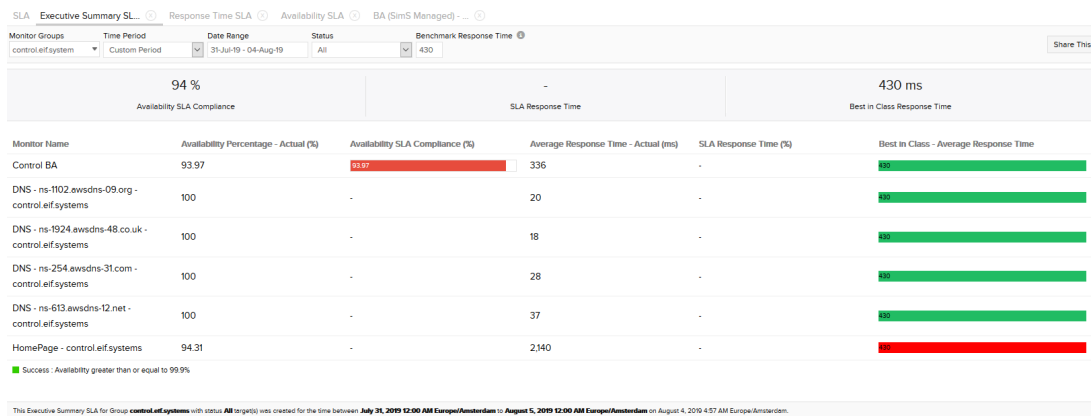 SLA Executive Summary SL... Response Time SLA Availability SLA BA (SimS Managed) - ...
Monitor Groups Time Period Date Range Status Benchmark Response Time
control.eif.system Custom Period 31-Jul-19 - 04-Aug-19 All 430
Share This
94 % - 430 ms
Availability SLA Compliance SLA Response Time Best in Class Response Time
Monitor Name Availability Percentage - Actual (%) Availability SLA Compliance (%) Average Response Time - Actual (ms) SLA Response Time (%) Best in Class - Average Response Time
Control BA 93.97 93.97 336 - 430
DNS - ns-1102.awsdns-09.org -
control.eif.systems 100 - 20 - 430
DNS - ns-1924.awsdns-48.co.uk -
control.eif.systems 100 - 18 - 430
DNS - ns-254.awsdns-31.com -
control.eif.systems 100 - 28 - 430
DNS - ns-613.awsdns-12.net -
control.eif.systems 100 - 37 - 430
HomePage - control.eif.systems 94.31 - 2,140 - 430
Success : Availability greater than or equal to 99.9%
This Executive Summary SLA for Group control.eif.systems with status All target(s) was created for the time between July 31, 2019 12:00 AM Europe/Amsterdam to August 5, 2019 12:00 AM Europe/Amsterdam on August 4, 2019 4:57 AM Europe/Amsterdam.